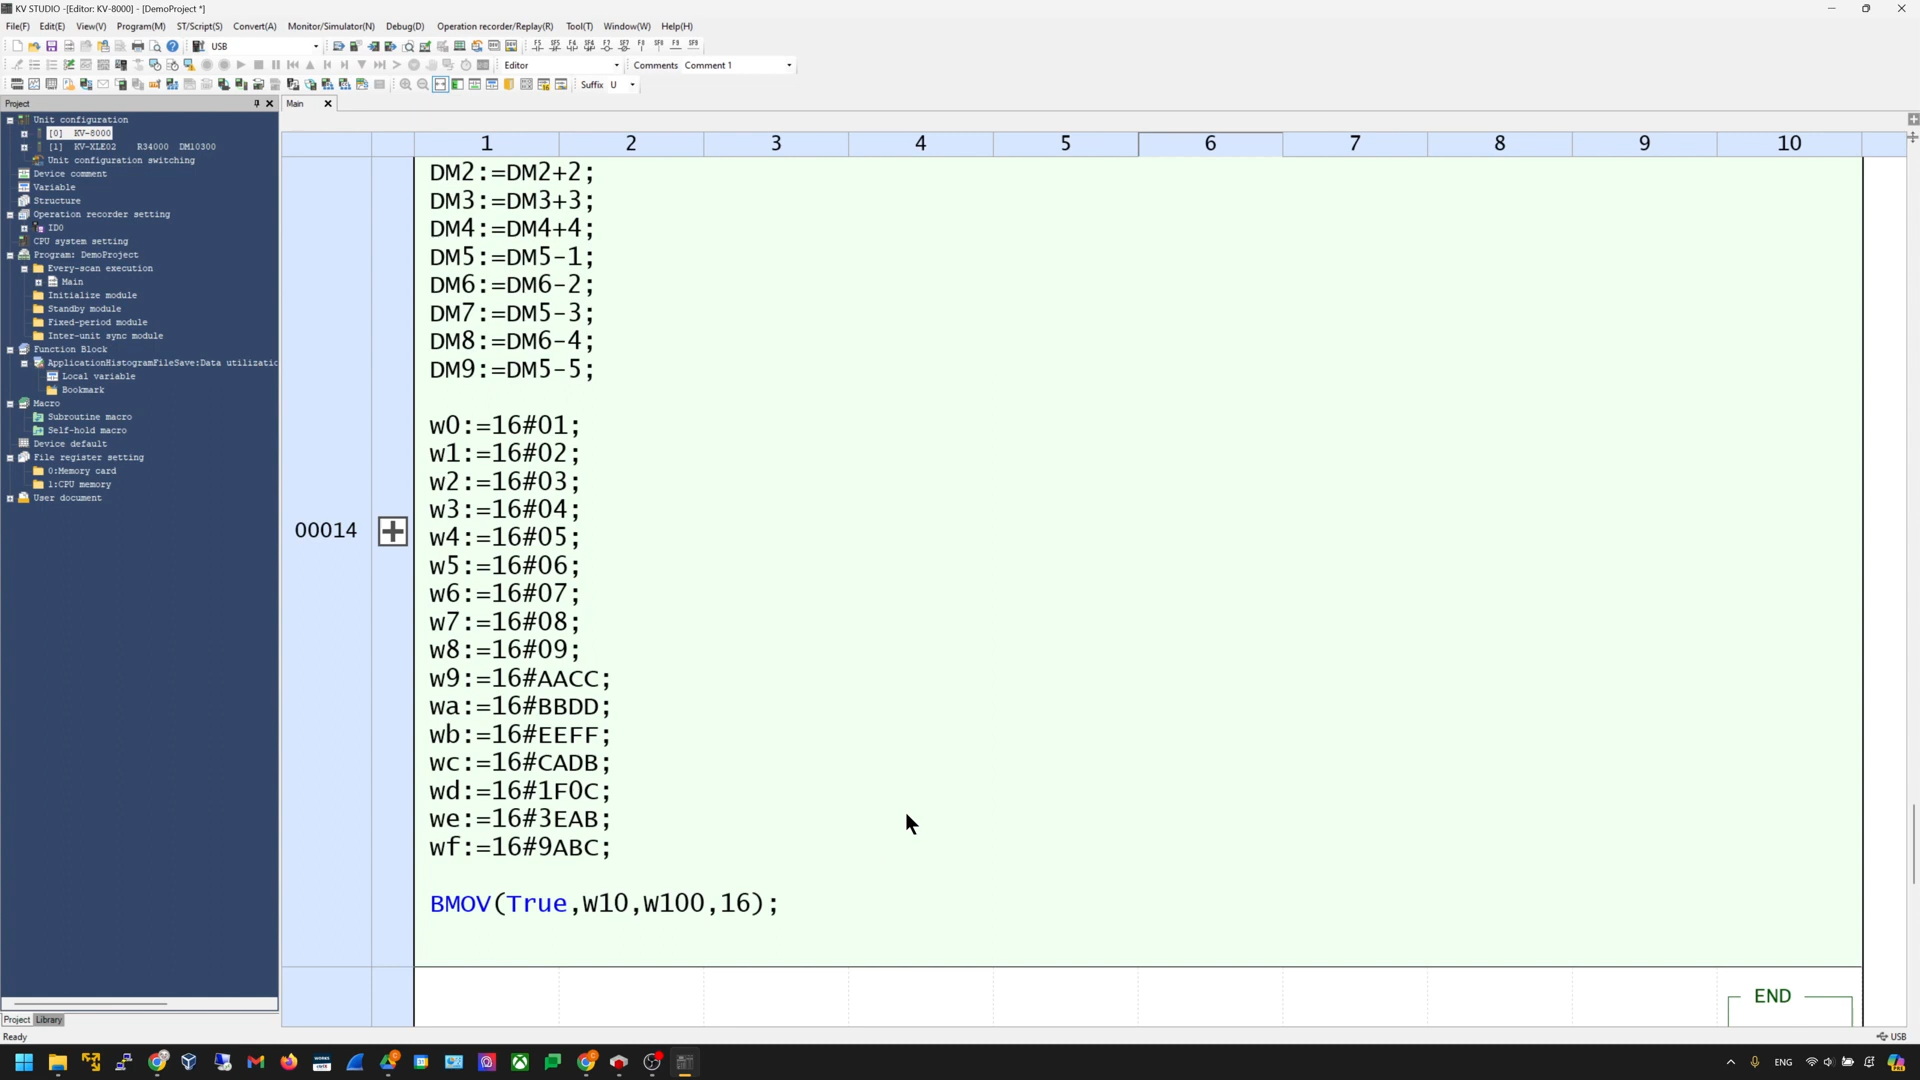 KV STUDIO -[Editor: KV-8000] - [DemoProject *]
File(F) Edit(E) View(V) Program(M) ST/Script(S) Convert(A) Monitor/Simulator(N) Debug(D) Operation recorder/Replay(R) Tool(T) Window(W) Help(H)
USB
Editor Comments Comment 1
Suffix U
Project
Main
Unit configuration
[0] KV-8000
[1] KV-XLE02 R34000 DM10300
Unit configuration switching
Device comment
Variable
Structure
Operation recorder setting
ID0
CPU system setting
Program: DemoProject
Every-scan execution
Main
Initialize module
Standby module
Fixed-period module
Inter-unit sync module
Function Block
ApplicationHistogramFileSave:Data utilizatio
Local variable
Bookmark
Macro
Subroutine macro
Self-hold macro
Device default
File register setting
0:Memory card
1:CPU memory
User document
Project Library
1 2 3 4 5 6 7 8 9 10
DM2:=DM2+2;
DM3:=DM3+3;
DM4:=DM4+4;
DM5:=DM5-1;
DM6:=DM6-2;
DM7:=DM5-3;
DM8:=DM6-4;
DM9:=DM5-5;
w0:=16#01;
w1:=16#02;
w2:=16#03;
w3:=16#04;
00014
w4:=16#05;
w5:=16#06;
w6:=16#07;
w7:=16#08;
w8:=16#09;
w9:=16#AACC;
wa:=16#BBDD;
wb:=16#EEFF;
wc:=16#CADB;
wd:=16#1F0C;
we:=16#3EAB;
wf:=16#9ABC;
BMOV(True,W10,W100,16);
END
Ready
USB
ENG